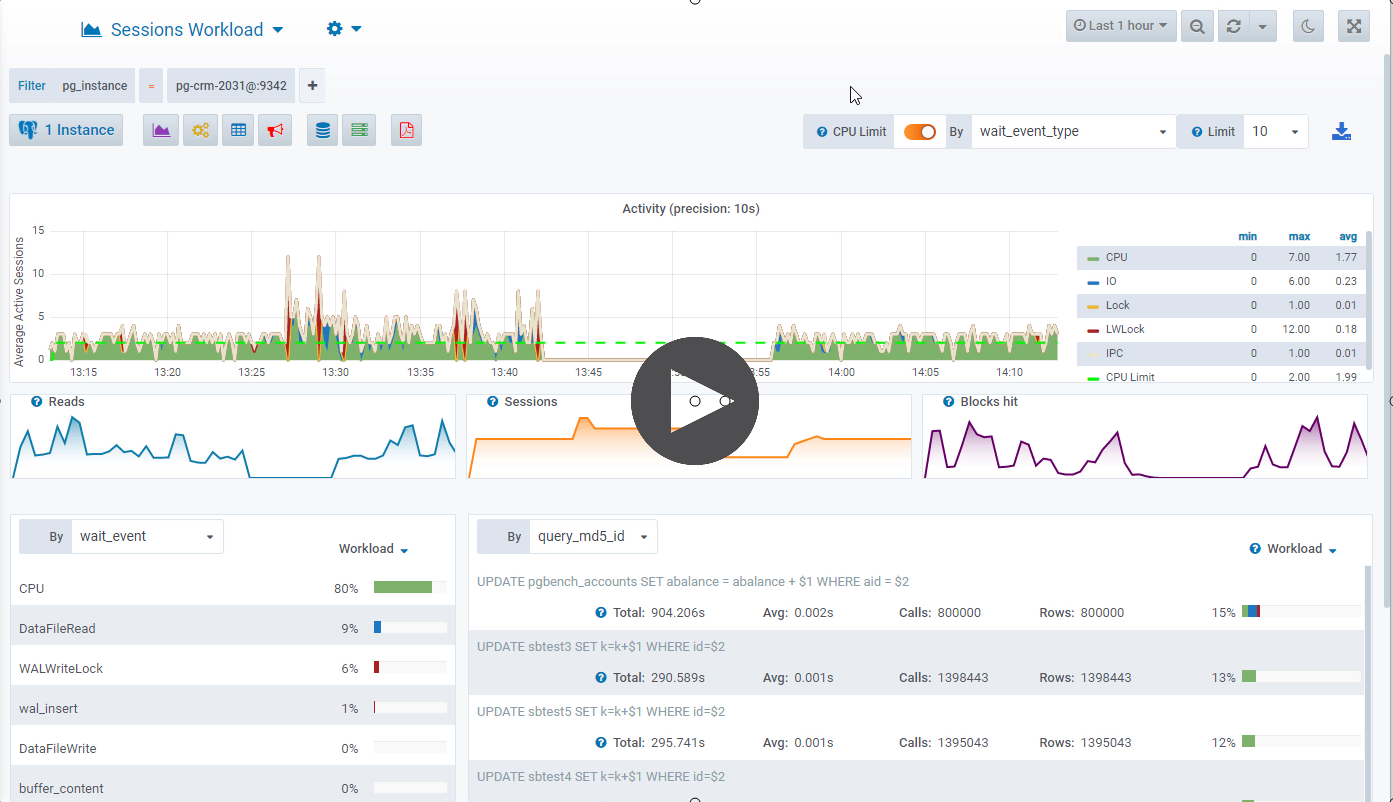 Sessions Workload
Last 1 hour
Filter pg_instance = pg-crm-2031@:9342 +
1 Instance
CPU Limit By wait_event_type Limit 10
Activity (precision: 10s)
Average Active Sessions
15
10
5
0
13:15 13:20 13:25 13:30 13:35 13:40 13:45 :55 14:00 14:05 14:10
min max avg
CPU 0 7.00 1.77
IO 0 6.00 0.23
Lock 0 1.00 0.01
LWLock 0 12.00 0.18
IPC 0 1.00 0.01
CPU Limit 0 2.00 1.99
Reads
Sessions
Blocks hit
By wait_event
Workload
CPU 80%
DataFileRead 9%
WALWriteLock 6%
wal_insert 1%
DataFileWrite 0%
buffer_content 0%
By query_md5_id
Workload
UPDATE pgbench_accounts SET abalance = abalance + $1 WHERE aid = $2
Total: 904.206s Avg: 0.002s Calls: 800000 Rows: 800000 15%
UPDATE sbtest3 SET k=k+$1 WHERE id=$2
Total: 290.589s Avg: 0.001s Calls: 1398443 Rows: 1398443 13%
UPDATE sbtest5 SET k=k+$1 WHERE id=$2
Total: 295.741s Avg: 0.001s Calls: 1395043 Rows: 1395043 12%
UPDATE sbtest4 SET k=k+$1 WHERE id=$2